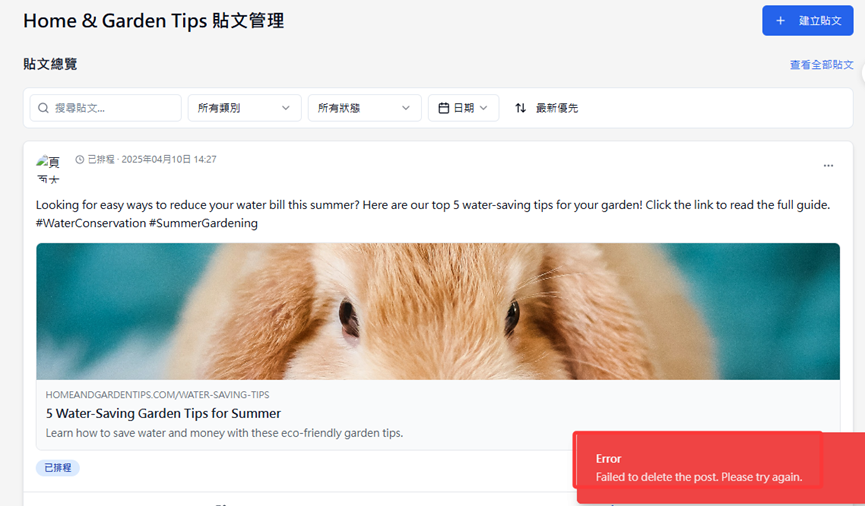 Home & Garden Tips 貼文管理
建立貼文
貼文總覽
查看全部貼文
搜尋貼文...
所有類別
所有狀態
日期
最新優先
已排程 · 2025年04月10日 14:27
Looking for easy ways to reduce your water bill this summer? Here are our top 5 water-saving tips for your garden! Click the link to read the full guide.
#WaterConservation #SummerGardening
HOMEANDGARDENTIPS.COM/WATER-SAVING-TIPS
5 Water-Saving Garden Tips for Summer
Learn how to save water and money with these eco-friendly garden tips.
已排程
Error
Failed to delete the post. Please try again.